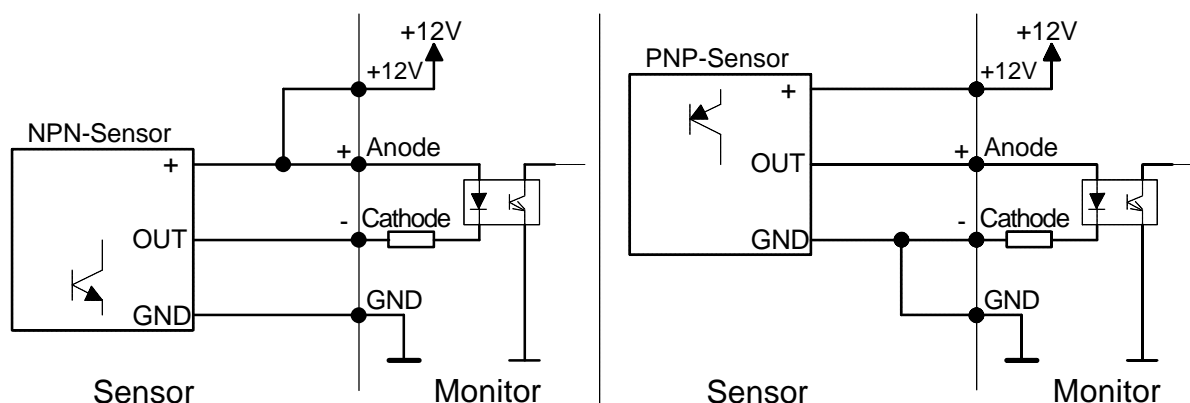 +12V
+12V
NPN-Sensor
+
+
Anode
OUT
-
Cathode
GND
GND
Sensor
Monitor
+12V
PNP-Sensor
+12V
+
OUT
+
Anode
GND
-
Cathode
GND
Sensor
Monitor